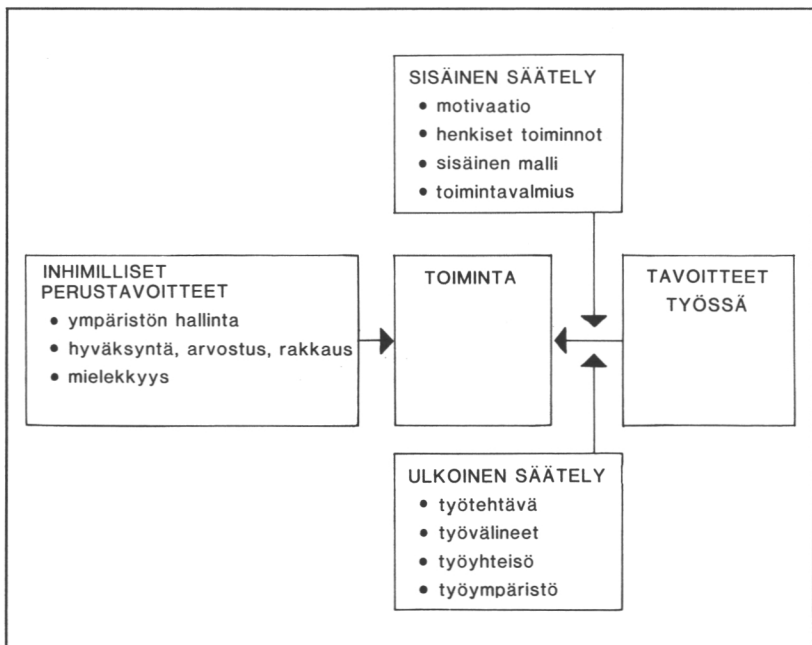 SISÄINEN SÄÄTELY
• motivaatio
• henkiset toiminnot
• sisäinen malli
• toimintavalmius
INHIMILLISET
PERUSTAVOITTEET
• ympäristön hallinta
• hyväksyntä, arvostus, rakkaus
• mielekkyys
TOIMINTA
TAVOITTEET
TYÖSSÄ
ULKOINEN SÄÄTELY
• työtehtävä
• työvälineet
• työyhteisö
• työympäristö